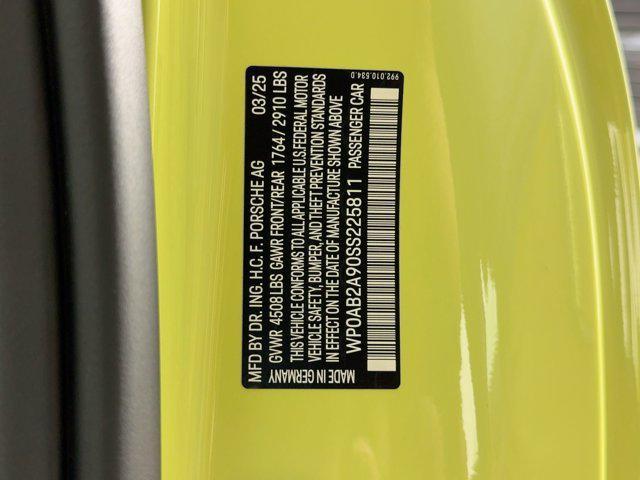 992.010.534.0
MFD BY DR. ING. H.C. F. PORSCHE AG 03/25
GVWR 4508 LBS GAWR FRONT/REAR 1764 / 2910 LBS
THIS VEHICLE CONFORMS TO ALL APPLICABLE U.S. FEDERAL MOTOR
VEHICLE SAFETY, BUMPER, AND THEFT PREVENTION STANDARDS
IN EFFECT ON THE DATE OF MANUFACTURE SHOWN ABOVE
WP0AB2A90SS225811 PASSENGER CAR
MADE IN GERMANY